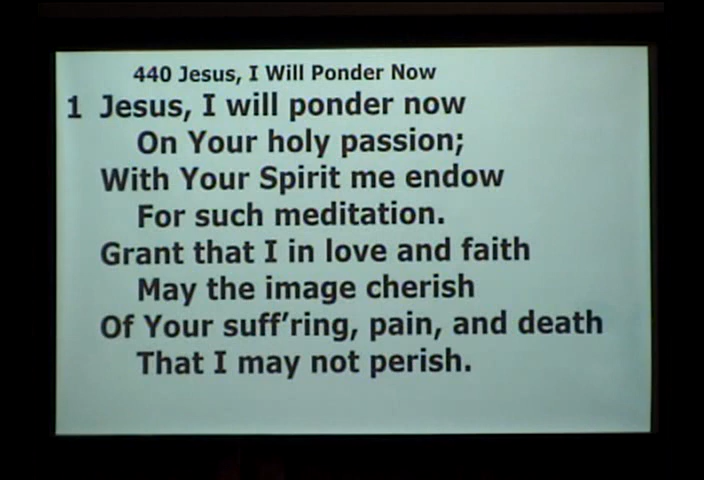 440 Jesus, I Will Ponder Now
1 Jesus, I will ponder now
On Your holy passion;
With Your Spirit me endow
For such meditation.
Grant that I in love and faith
May the image cherish
Of Your suff'ring, pain, and death
That I may not perish.